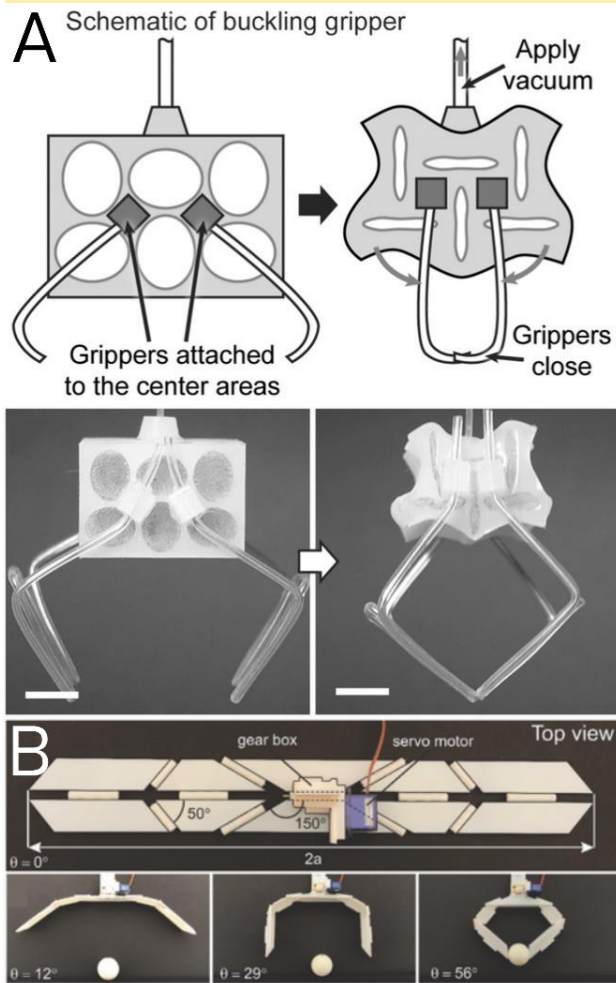 A
Schematic of buckling gripper
Apply
vacuum
Grippers attached
to the center areas
Grippers
close
B
Top view
gear box
servo motor
50°
150°
θ = 0°
2a
θ = 12°
θ = 29°
θ = 56°